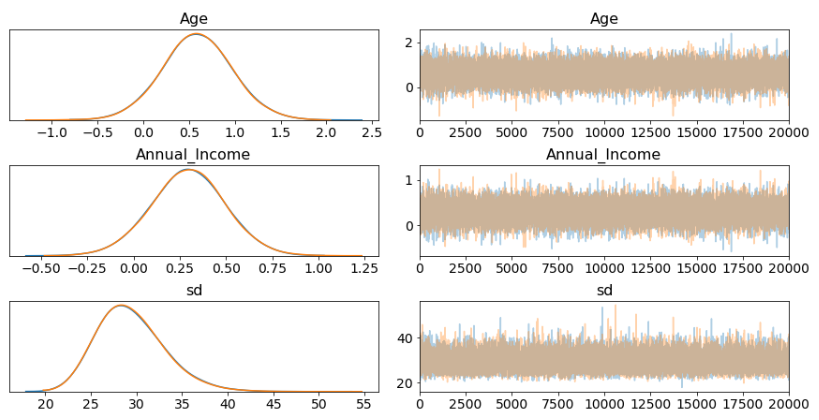 Age Age
2
0
−1.0 −0.5 0.0 0.5 1.0 1.5 2.0 2.5 0 2500 5000 7500 10000 12500 15000 17500 20000
Annual_Income Annual_Income
1
0
−0.50 −0.25 0.00 0.25 0.50 0.75 1.00 1.25 0 2500 5000 7500 10000 12500 15000 17500 20000
sd sd
40
20
20 25 30 35 40 45 50 55 0 2500 5000 7500 10000 12500 15000 17500 20000